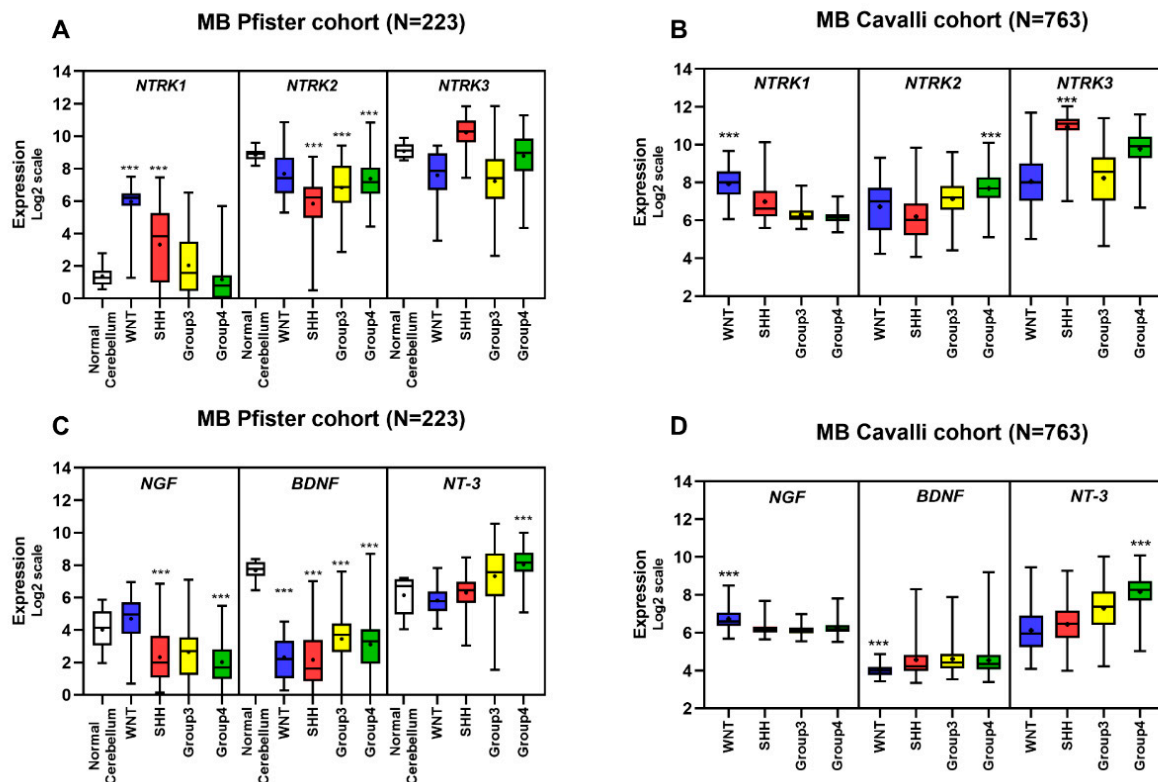 A
MB Pfister cohort (N=223)
Expression
Log2 scale
14
12
10
8
6
4
2
0
NTRK1
NTRK2
NTRK3
***
***
***
***
***
Normal
Cerebellum
WNT
SHH
Group3
Group4
Normal
Cerebellum
WNT
SHH
Group3
Group4
Normal
Cerebellum
WNT
SHH
Group3
Group4
B
MB Cavalli cohort (N=763)
Expression
Log2 scale
14
12
10
8
6
4
2
NTRK1
NTRK2
NTRK3
***
***
***
WNT
SHH
Group3
Group4
WNT
SHH
Group3
Group4
WNT
SHH
Group3
Group4
C
MB Pfister cohort (N=223)
Expression
Log2 scale
14
12
10
8
6
4
2
0
NGF
BDNF
NT-3
***
***
***
***
***
***
***
Normal
Cerebellum
WNT
SHH
Group3
Group4
Normal
Cerebellum
WNT
SHH
Group3
Group4
Normal
Cerebellum
WNT
SHH
Group3
Group4
D
MB Cavalli cohort (N=763)
Expression
Log2 scale
14
12
10
8
6
4
2
NGF
BDNF
NT-3
***
***
***
WNT
SHH
Group3
Group4
WNT
SHH
Group3
Group4
WNT
SHH
Group3
Group4